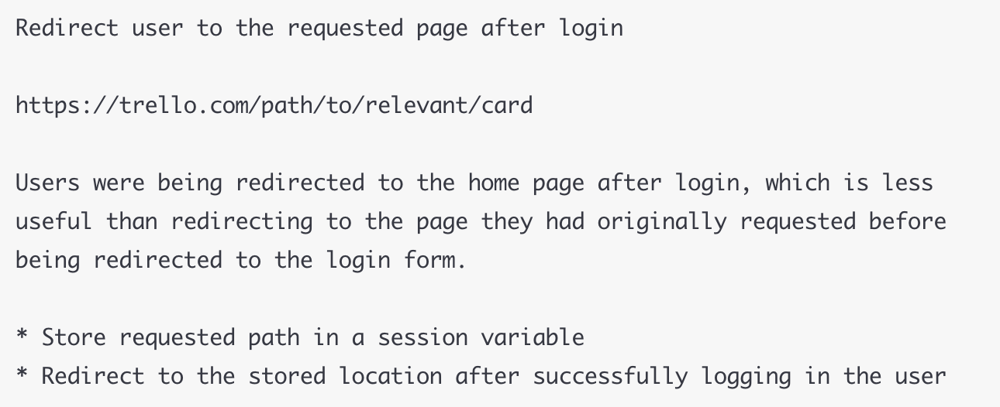 Redirect user to the requested page after login
https://trello.com/path/to/relevant/card
Users were being redirected to the home page after login, which is less
useful than redirecting to the page they had originally requested before
being redirected to the login form.
* Store requested path in a session variable
* Redirect to the stored location after successfully logging in the user